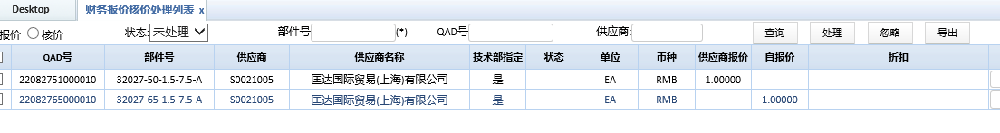 Desktop 财务报价核价处理列表 x
报价 核价 状态: 未处理 部件号 (*) QAD号 供应商: 查询 处理 忽略 导出
QAD号 部件号 供应商 供应商名称 技术部指定 状态 单位 币种 供应商报价 自报价 折扣
22082751000010 32027-50-1.5-7.5-A S0021005 匡达国际贸易(上海)有限公司 是 EA RMB 1.00000
22082765000010 32027-65-1.5-7.5-A S0021005 匡达国际贸易(上海)有限公司 是 EA RMB 1.00000